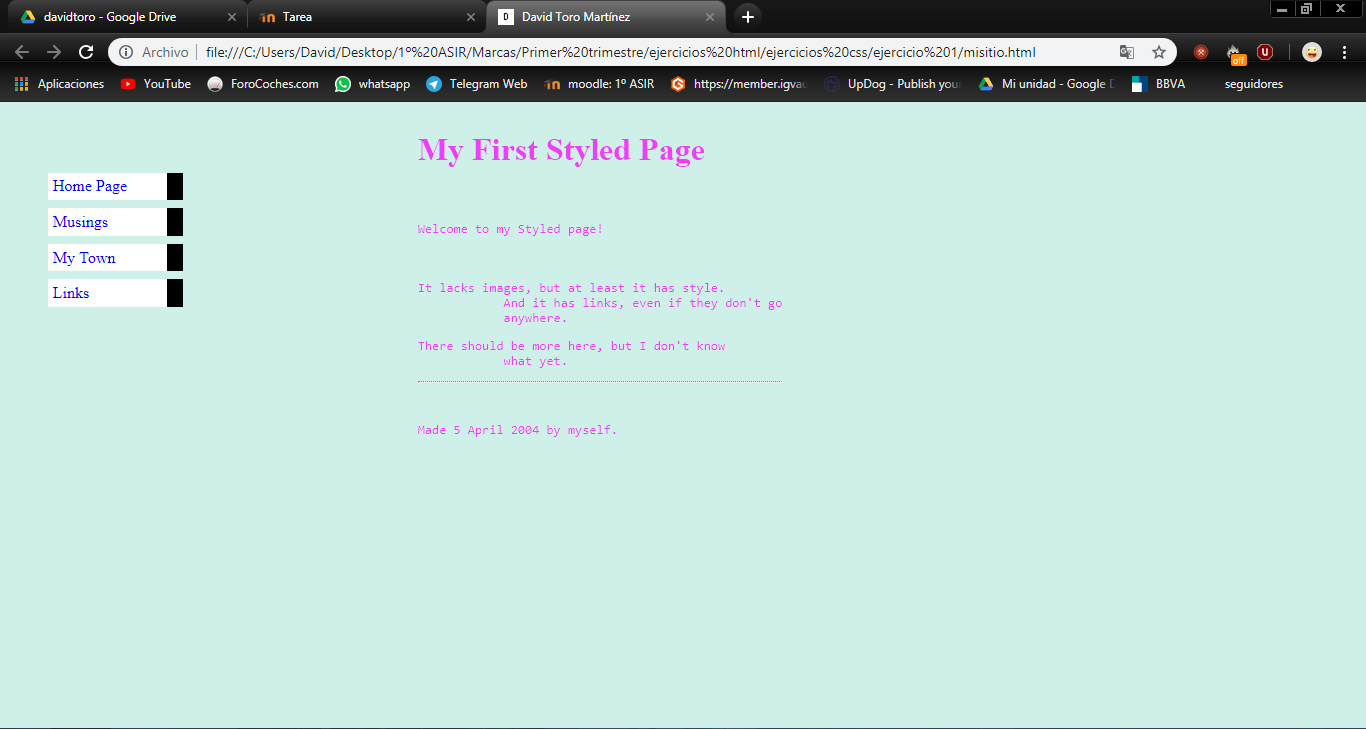 davidtoro - Google Drive
Tarea
David Toro Martínez
Archivo
file:///C:/Users/David/Desktop/1º%20ASIR/Marcas/Primer%20trimestre/ejercicios%20html/ejercicios%20css/ejercicio%201/misitio.html
off
Aplicaciones
YouTube
ForoCoches.com
whatsapp
Telegram Web
moodle: 1º ASIR
https://member.igvau
UpDog - Publish your
Mi unidad - Google D
BBVA
seguidores
My First Styled Page
Home Page
Musings
My Town
Links
Welcome to my Styled page!
It lacks images, but at least it has style.
And it has links, even if they don't go
anywhere.
There should be more here, but I don't know
what yet.
Made 5 April 2004 by myself.